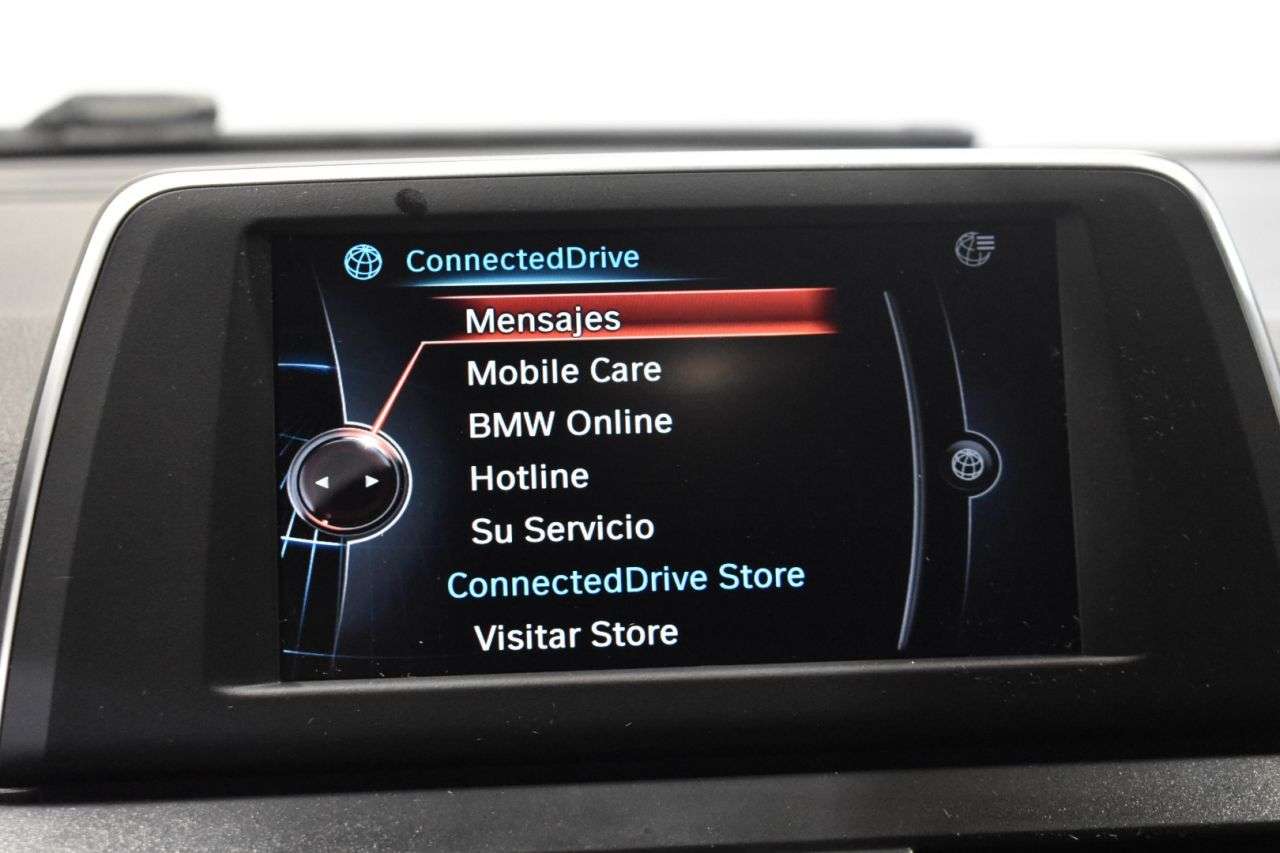 ConnectedDrive
Mensajes
Mobile Care
BMW Online
Hotline
Su Servicio
ConnectedDrive Store
Visitar Store